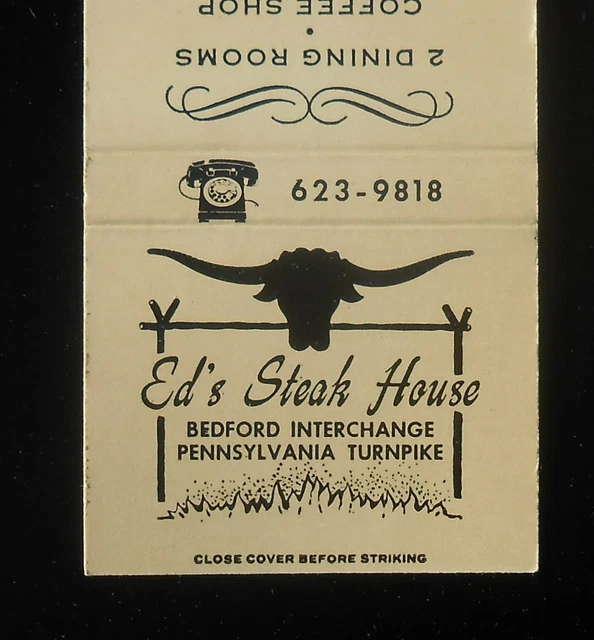 COFFEE SHOP
•
2 DINING ROOMS
623-9818
Ed's Steak House
BEDFORD INTERCHANGE
PENNSYLVANIA TURNPIKE
CLOSE COVER BEFORE STRIKING